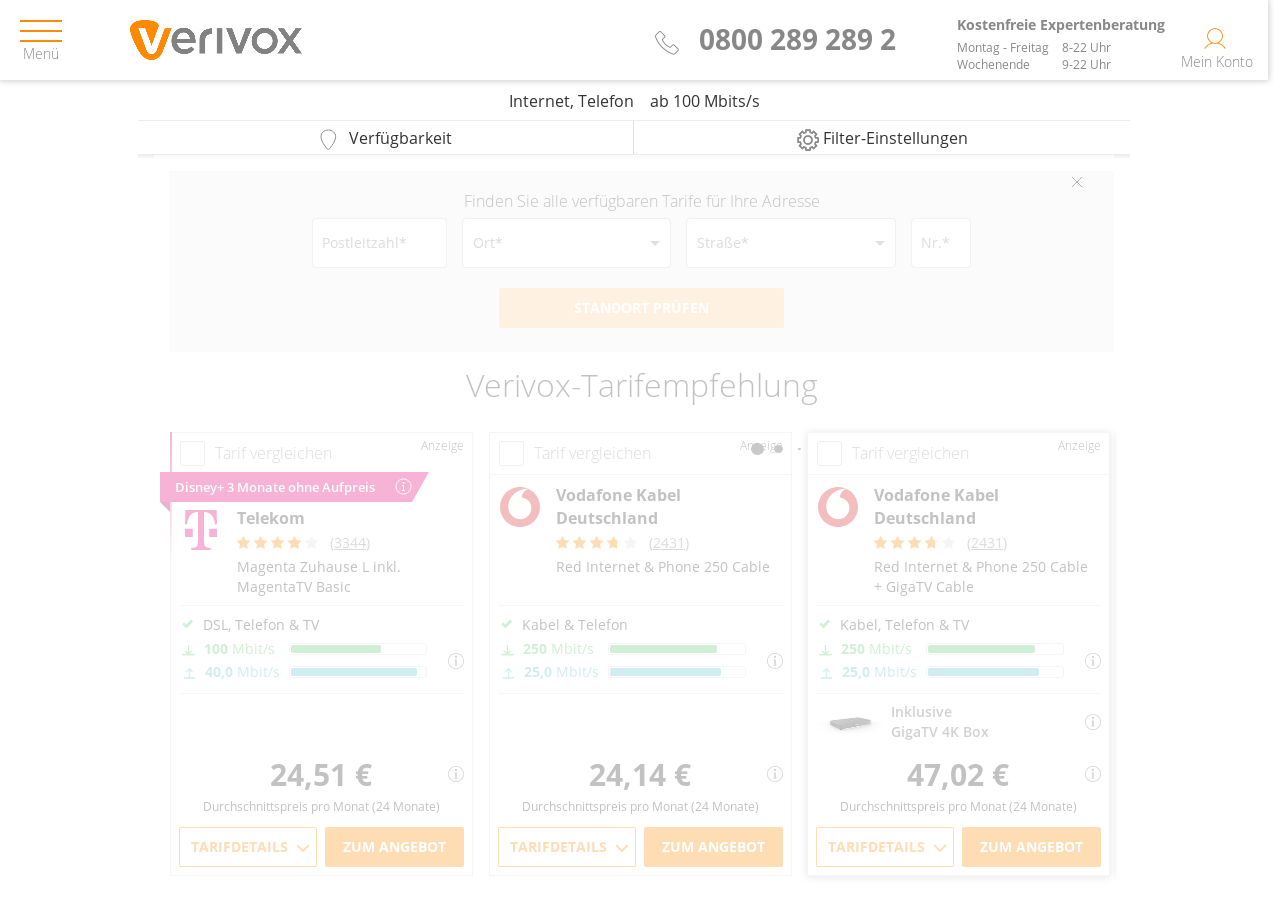 Menü
verivox
0800 289 289 2
Kostenfreie Expertenberatung
Montag - Freitag 8-22 Uhr
Wochenende 9-22 Uhr
Mein Konto
Internet, Telefon ab 100 Mbits/s
Verfügbarkeit
Filter-Einstellungen
Finden Sie alle verfügbaren Tarife für Ihre Adresse
Postleitzahl* Ort* Straße* Nr.*
STANDORT PRÜFEN
Verivox-Tarifempfehlung
Tarif vergleichen
Anzeige
Disney+ 3 Monate ohne Aufpreis
Telekom
(3344)
Magenta Zuhause L inkl.
MagentaTV Basic
DSL, Telefon & TV
100 Mbit/s
40,0 Mbit/s
24,51 €
Durchschnittspreis pro Monat (24 Monate)
TARIFDETAILS
ZUM ANGEBOT
Tarif vergleichen
Anzeige
Vodafone Kabel
Deutschland
(2431)
Red Internet & Phone 250 Cable
Kabel & Telefon
250 Mbit/s
25,0 Mbit/s
24,14 €
Durchschnittspreis pro Monat (24 Monate)
TARIFDETAILS
ZUM ANGEBOT
Tarif vergleichen
Anzeige
Vodafone Kabel
Deutschland
(2431)
Red Internet & Phone 250 Cable
+ GigaTV Cable
Kabel, Telefon & TV
250 Mbit/s
25,0 Mbit/s
Inklusive
GigaTV 4K Box
47,02 €
Durchschnittspreis pro Monat (24 Monate)
TARIFDETAILS
ZUM ANGEBOT